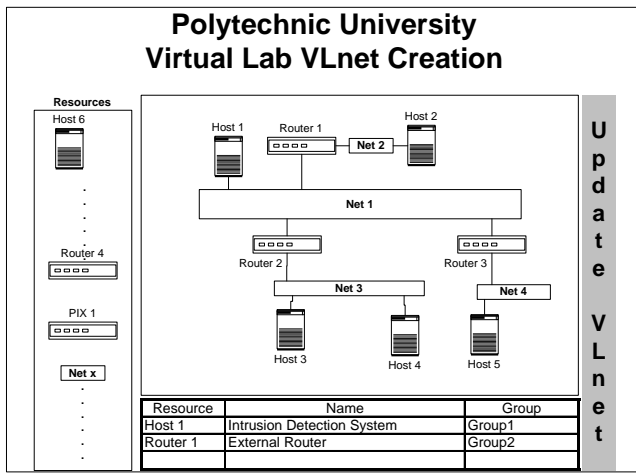 Polytechnic University
Virtual Lab VLnet Creation
Resources
Host 6
Router 4
PIX 1
Net x
Host 1
Router 1
Host 2
Net 2
Net 1
Router 2
Router 3
Net 3
Net 4
Host 3
Host 4
Host 5
Update VLnet
Resource Name Group
Host 1 Intrusion Detection System Group1
Router 1 External Router Group2